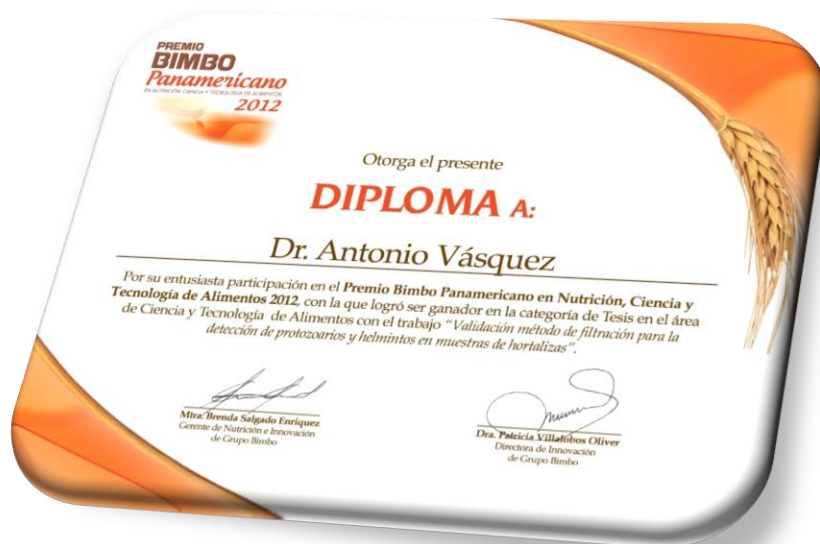 PREMIO
BIMBO
Panamericano
EN NUTRICIÓN, CIENCIA Y TECNOLOGÍA DE ALIMENTOS
2012
Otorga el presente
DIPLOMA A:
Dr. Antonio Vásquez
Por su entusiasta participación en el Premio Bimbo Panamericano en Nutrición, Ciencia y
Tecnología de Alimentos 2012, con la que logró ser ganador en la categoría de Tesis en el área
de Ciencia y Tecnología de Alimentos con el trabajo “Validación método de filtración para la
detección de protozoarios y helmintos en muestras de hortalizas”.
Mtra. Brenda Salgado Enríquez
Gerente de Nutrición e Innovación
de Grupo Bimbo
Dra. Patricia Villalobos Oliver
Directora de Innovación
de Grupo Bimbo